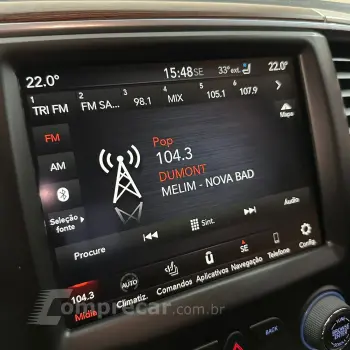 22.0°
15:48 SE
33° ext.
22.0°
1 TRI FM
2 FM SA...
3 98.1
4 MIX
5 105.1
6 107.9
FM
AM
Seleção fonte
Pop
104.3
DUMONT
MELIM - NOVA BAD
Mapa
Procure
Sint.
Áudio
104.3
Mídia
AUTO
Climatiz.
Comandos
Aplicativos
SE
Navegação
Telefone
Config.
Comprecar.com.br
BACK